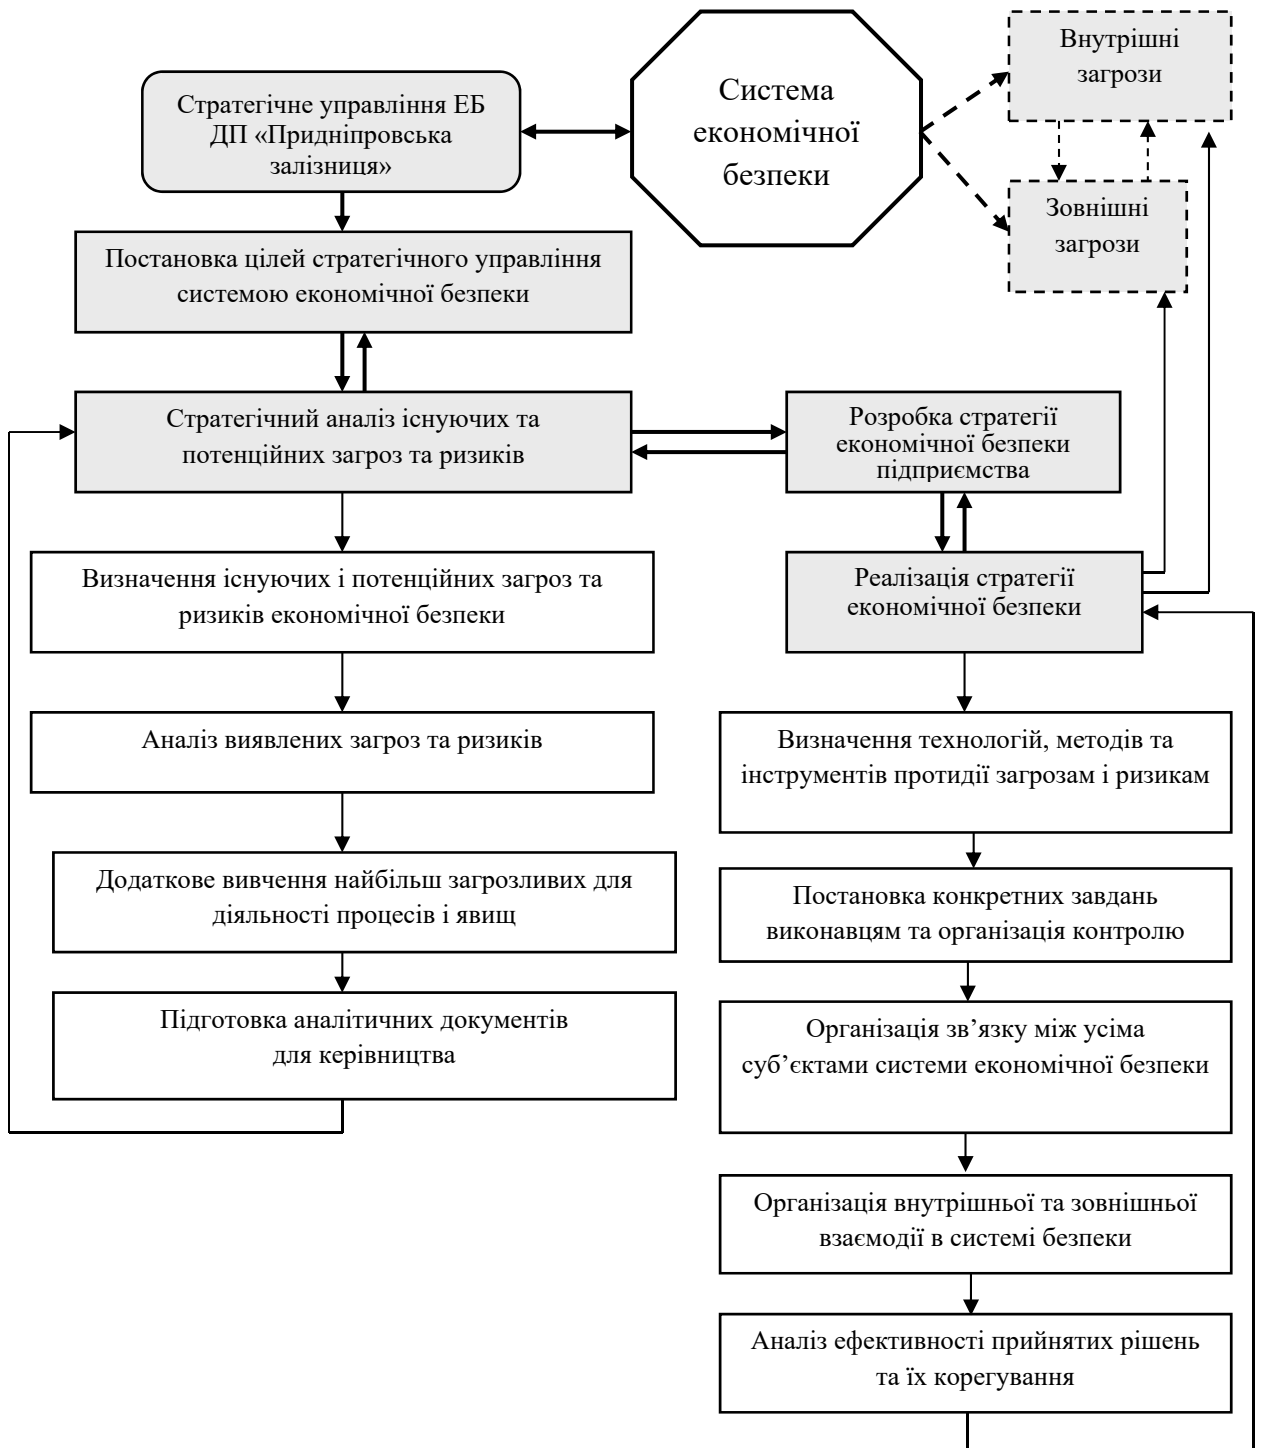 Внутрішні
загрози
Система
економічної
безпеки
Стратегічне управління ЕБ
ДП «Придніпровська
залізниця»
Зовнішні
загрози
Постановка цілей стратегічного управління
системою економічної безпеки
Стратегічний аналіз існуючих та
потенційних загроз та ризиків
Розробка стратегії
економічної безпеки
підприємства
Визначення існуючих і потенційних загроз та
ризиків економічної безпеки
Реалізація стратегії
економічної безпеки
Аналіз виявлених загроз та ризиків
Визначення технологій, методів та
інструментів протидії загрозам і ризикам
Додаткове вивчення найбільш загрозливих для
діяльності процесів і явищ
Постановка конкретних завдань
виконавцям та організація контролю
Підготовка аналітичних документів
для керівництва
Організація зв’язку між усіма
суб’єктами системи економічної безпеки
Організація внутрішньої та зовнішньої
взаємодії в системі безпеки
Аналіз ефективності прийнятих рішень
та їх корегування